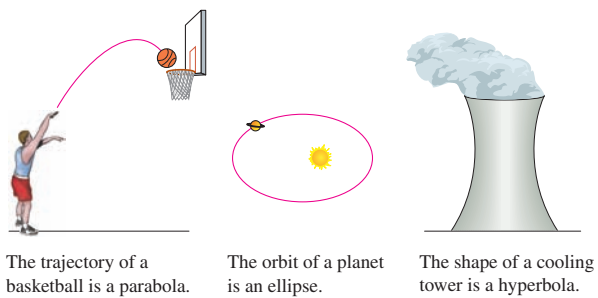 The trajectory of a
basketball is a parabola.
The orbit of a planet
is an ellipse.
The shape of a cooling
tower is a hyperbola.